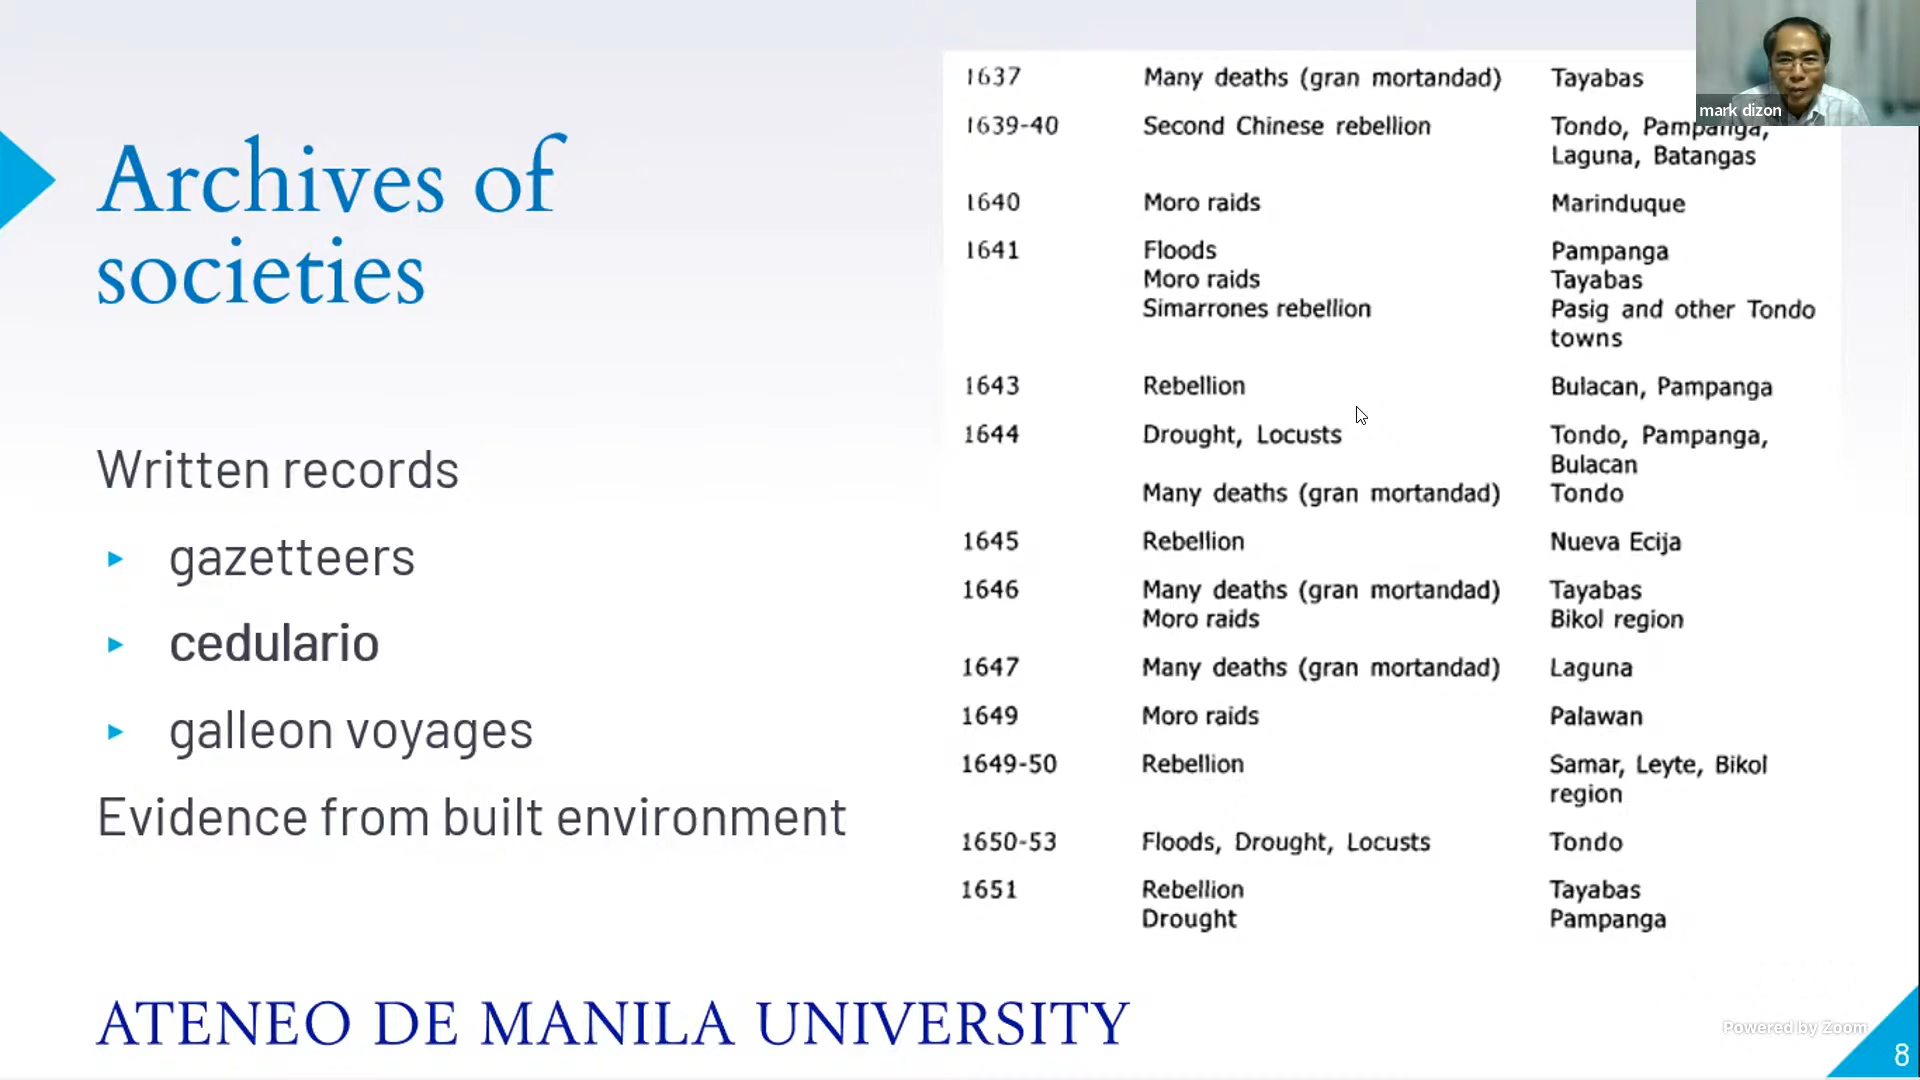 Archives of
societies
Written records
gazetteers
cedulario
galleon voyages
Evidence from built environment
1637 Many deaths (gran mortandad) Tayabas
1639-40 Second Chinese rebellion Tondo, Pampanga,
Laguna, Batangas
1640 Moro raids Marinduque
1641 Floods Pampanga
Moro raids Tayabas
Simarrones rebellion Pasig and other Tondo
towns
1643 Rebellion Bulacan, Pampanga
1644 Drought, Locusts Tondo, Pampanga,
Bulacan
Many deaths (gran mortandad) Tondo
1645 Rebellion Nueva Ecija
1646 Many deaths (gran mortandad) Tayabas
Moro raids Bikol region
1647 Many deaths (gran mortandad) Laguna
1649 Moro raids Palawan
1649-50 Rebellion Samar, Leyte, Bikol
region
1650-53 Floods, Drought, Locusts Tondo
1651 Rebellion Tayabas
Drought Pampanga
mark dizon
ATENEO DE MANILA UNIVERSITY
Powered by Zoom
8